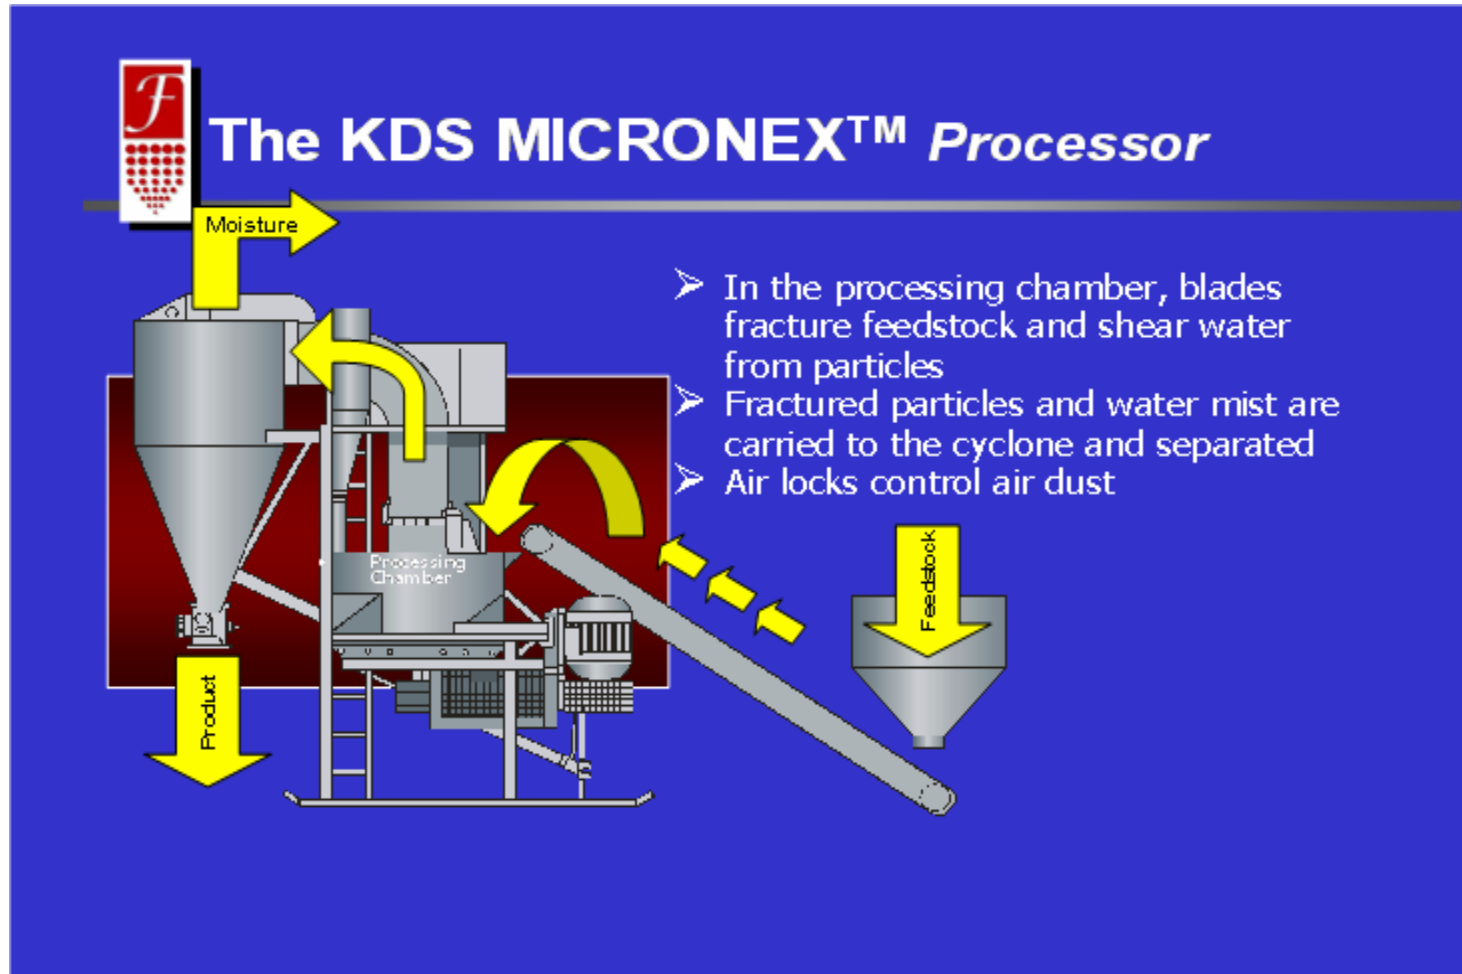 F
The KDS MICRONEX™ Processor
Moisture
➢ In the processing chamber, blades
fracture feedstock and shear water
from particles
➢ Fractured particles and water mist are
carried to the cyclone and separated
➢ Air locks control air dust
Feedstock
Processing
Chamber
Product